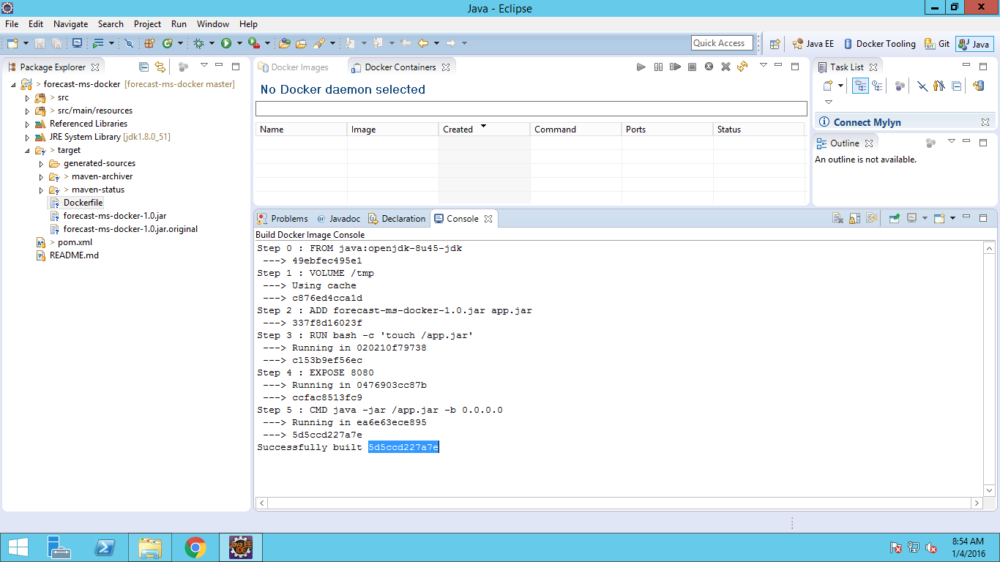 Java - Eclipse
File Edit Navigate Search Project Run Window Help
Quick Access
Java EE
Docker Tooling
Git
Java
Package Explorer
> forecast-ms-docker [forecast-ms-docker master]
> src
> src/main/resources
Referenced Libraries
JRE System Library [jdk1.8.0_51]
> target
generated-sources
> maven-archiver
> maven-status
Dockerfile
forecast-ms-docker-1.0.jar
forecast-ms-docker-1.0.jar.original
> pom.xml
README.md
Docker Images
Docker Containers
No Docker daemon selected
Name Image Created Command Ports Status
Task List
Connect Mylyn
Outline
An outline is not available.
Problems @ Javadoc Declaration Console
Build Docker Image Console
Step 0 : FROM java:openjdk-8u45-jdk
---> 49ebfec495e1
Step 1 : VOLUME /tmp
---> Using cache
---> c876ed4cca1d
Step 2 : ADD forecast-ms-docker-1.0.jar app.jar
---> 337f8d16023f
Step 3 : RUN bash -c 'touch /app.jar'
---> Running in 020210f79738
---> c153b9ef56ec
Step 4 : EXPOSE 8080
---> Running in 0476903cc87b
---> ccfac8513fc9
Step 5 : CMD java -jar /app.jar -b 0.0.0.0
---> Running in ea6e63ece895
---> 5d5ccd227a7e
Successfully built 5d5ccd227a7e
Java EE
IDE
8:54 AM
1/4/2016